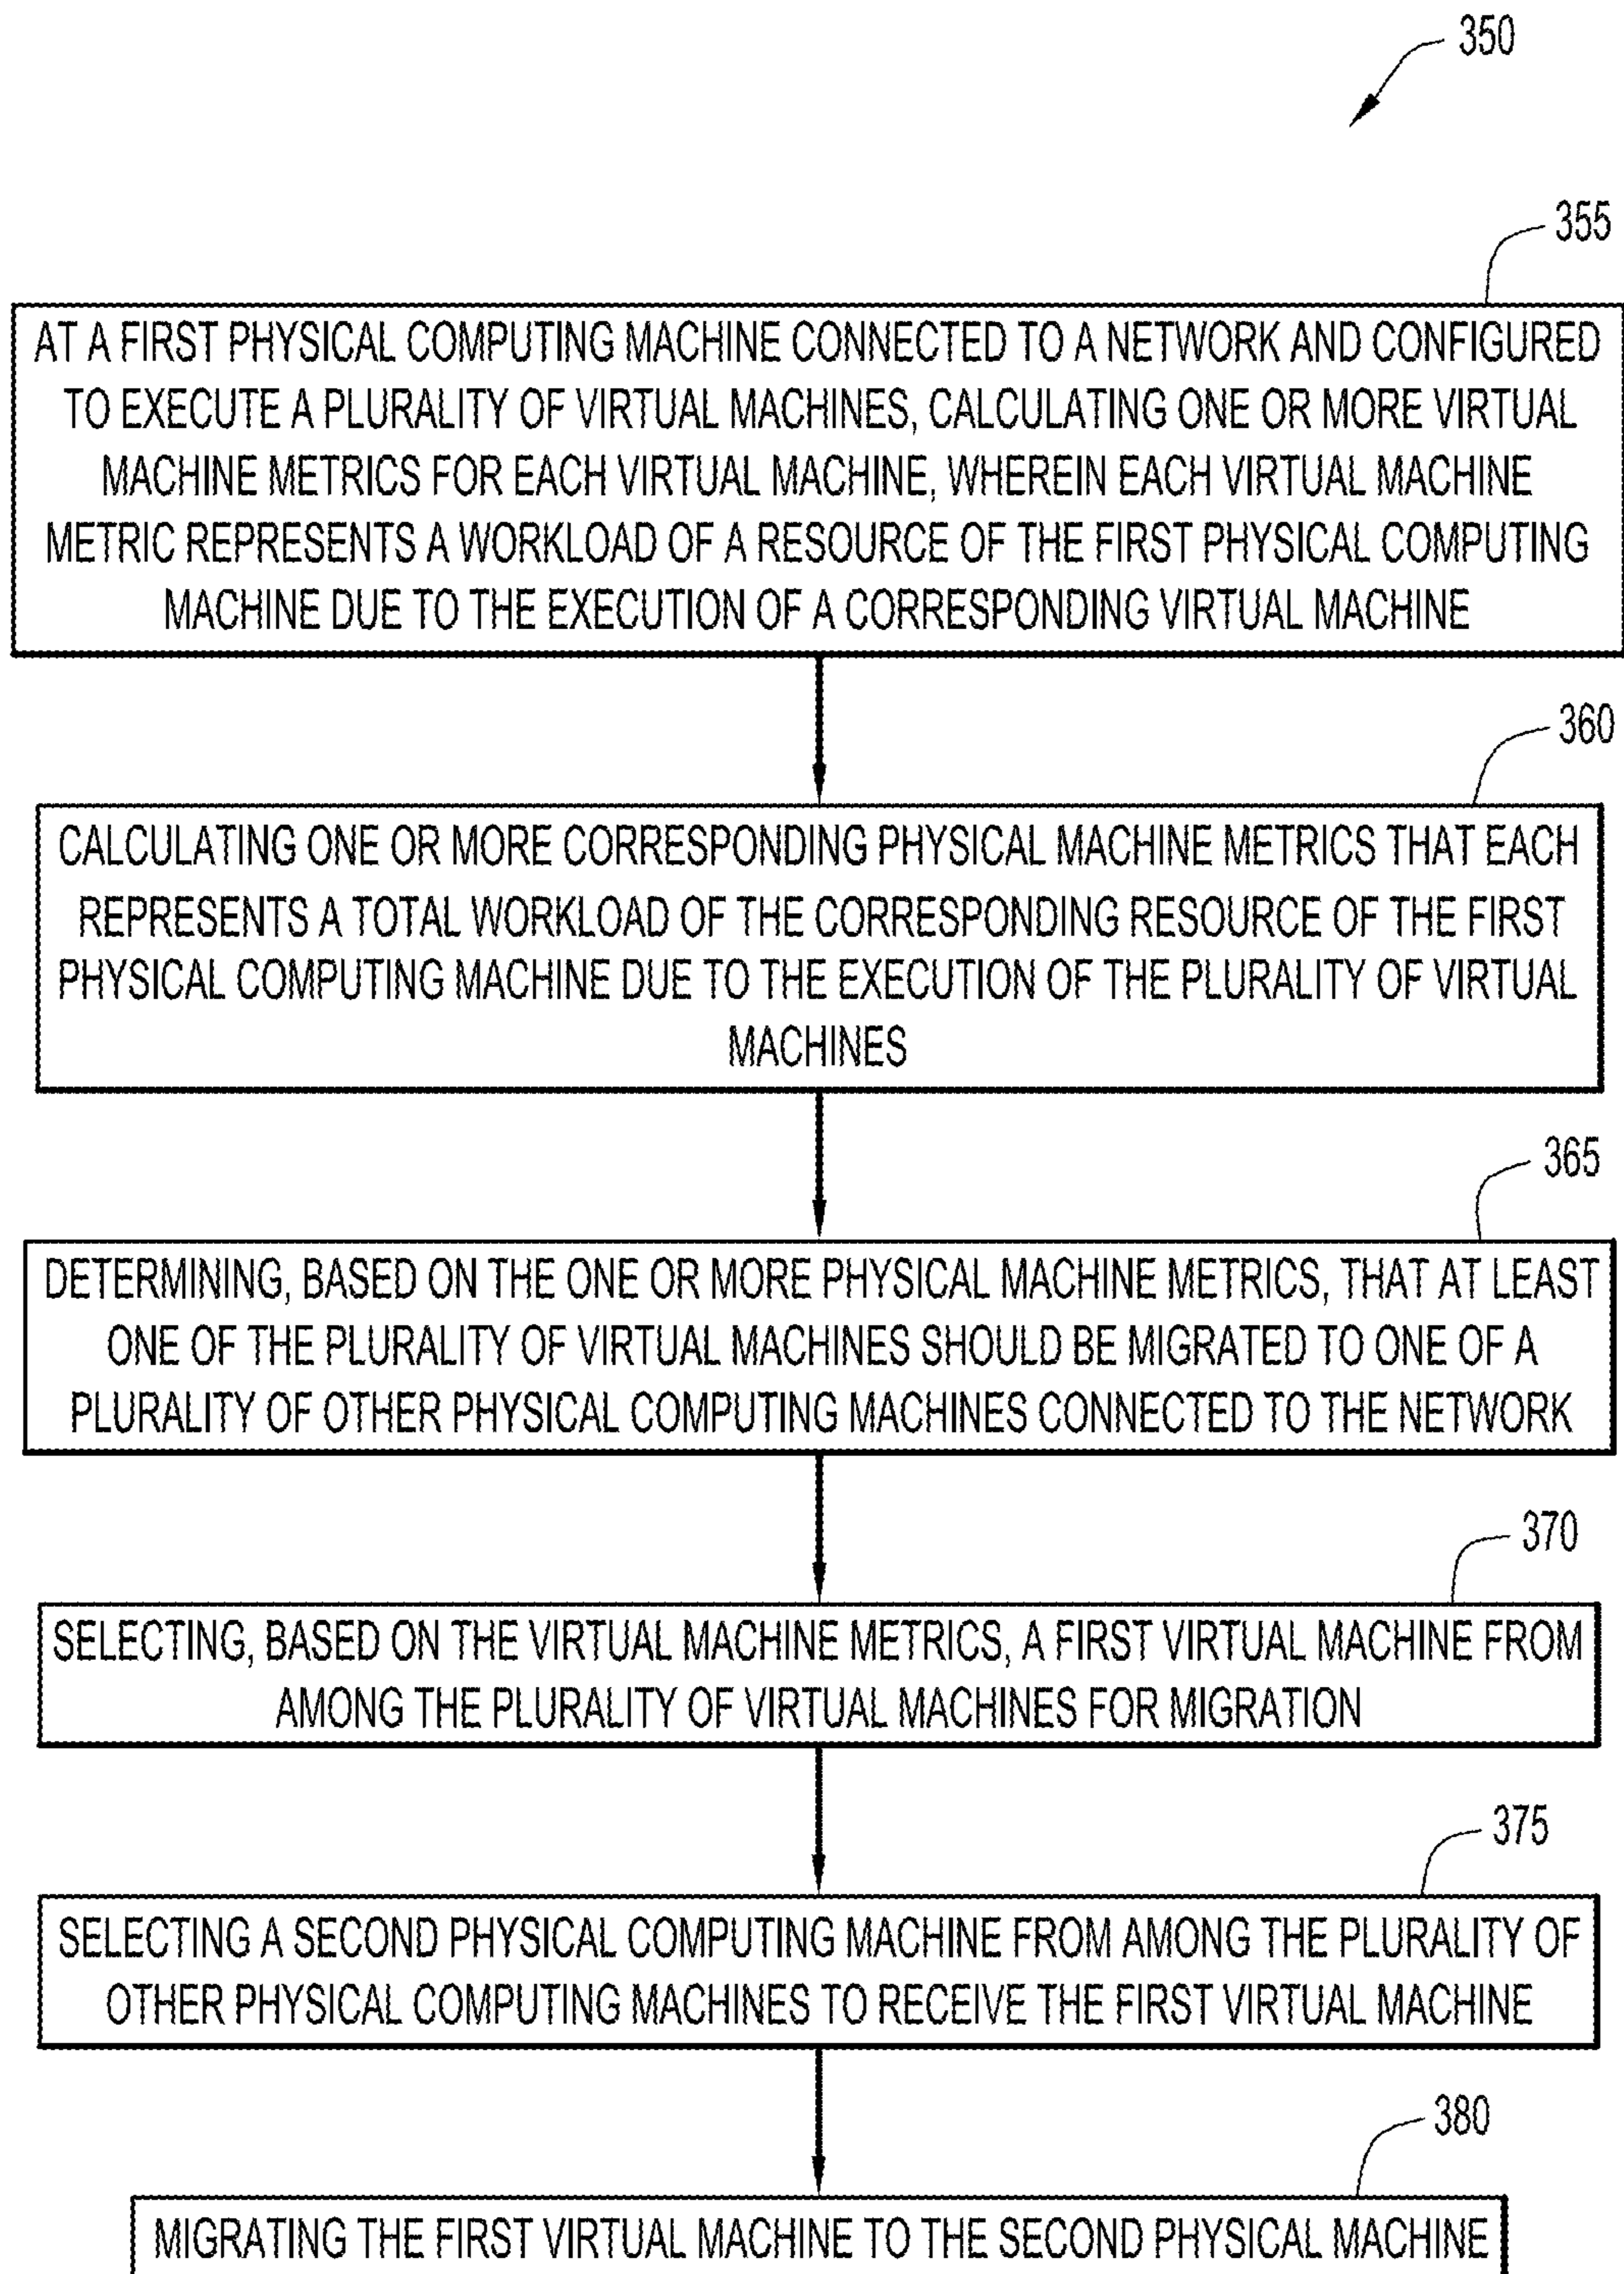 350
355
AT A FIRST PHYSICAL COMPUTING MACHINE CONNECTED TO A NETWORK AND CONFIGURED
TO EXECUTE A PLURALITY OF VIRTUAL MACHINES, CALCULATING ONE OR MORE VIRTUAL
MACHINE METRICS FOR EACH VIRTUAL MACHINE, WHEREIN EACH VIRTUAL MACHINE
METRIC REPRESENTS A WORKLOAD OF A RESOURCE OF THE FIRST PHYSICAL COMPUTING
MACHINE DUE TO THE EXECUTION OF A CORRESPONDING VIRTUAL MACHINE
360
CALCULATING ONE OR MORE CORRESPONDING PHYSICAL MACHINE METRICS THAT EACH
REPRESENTS A TOTAL WORKLOAD OF THE CORRESPONDING RESOURCE OF THE FIRST
PHYSICAL COMPUTING MACHINE DUE TO THE EXECUTION OF THE PLURALITY OF VIRTUAL
MACHINES
365
DETERMINING, BASED ON THE ONE OR MORE PHYSICAL MACHINE METRICS, THAT AT LEAST
ONE OF THE PLURALITY OF VIRTUAL MACHINES SHOULD BE MIGRATED TO ONE OF A
PLURALITY OF OTHER PHYSICAL COMPUTING MACHINES CONNECTED TO THE NETWORK
370
SELECTING, BASED ON THE VIRTUAL MACHINE METRICS, A FIRST VIRTUAL MACHINE FROM
AMONG THE PLURALITY OF VIRTUAL MACHINES FOR MIGRATION
375
SELECTING A SECOND PHYSICAL COMPUTING MACHINE FROM AMONG THE PLURALITY OF
OTHER PHYSICAL COMPUTING MACHINES TO RECEIVE THE FIRST VIRTUAL MACHINE
380
MIGRATING THE FIRST VIRTUAL MACHINE TO THE SECOND PHYSICAL MACHINE